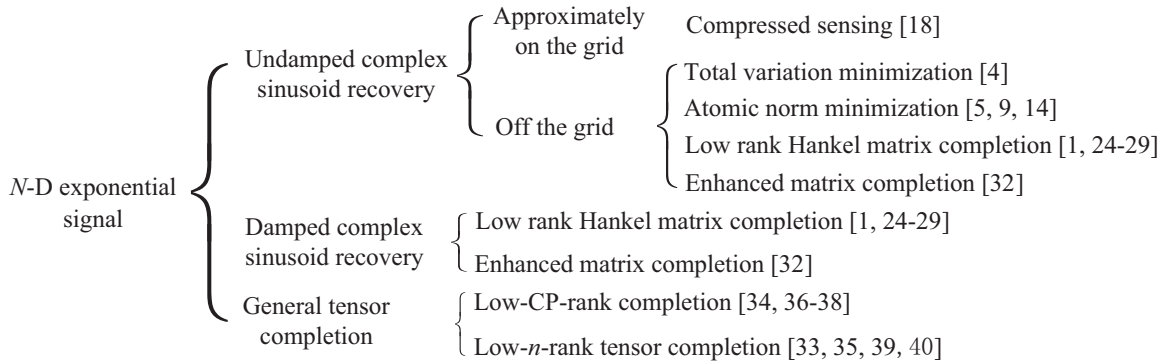 N-D exponential
signal
Undamped complex
sinusoid recovery
Approximately
on the grid
Compressed sensing [18]
Off the grid
Total variation minimization [4]
Atomic norm minimization [5, 9, 14]
Low rank Hankel matrix completion [1, 24-29]
Enhanced matrix completion [32]
Damped complex
sinusoid recovery
Low rank Hankel matrix completion [1, 24-29]
Enhanced matrix completion [32]
General tensor
completion
Low-CP-rank completion [34, 36-38]
Low-n-rank tensor completion [33, 35, 39, 40]